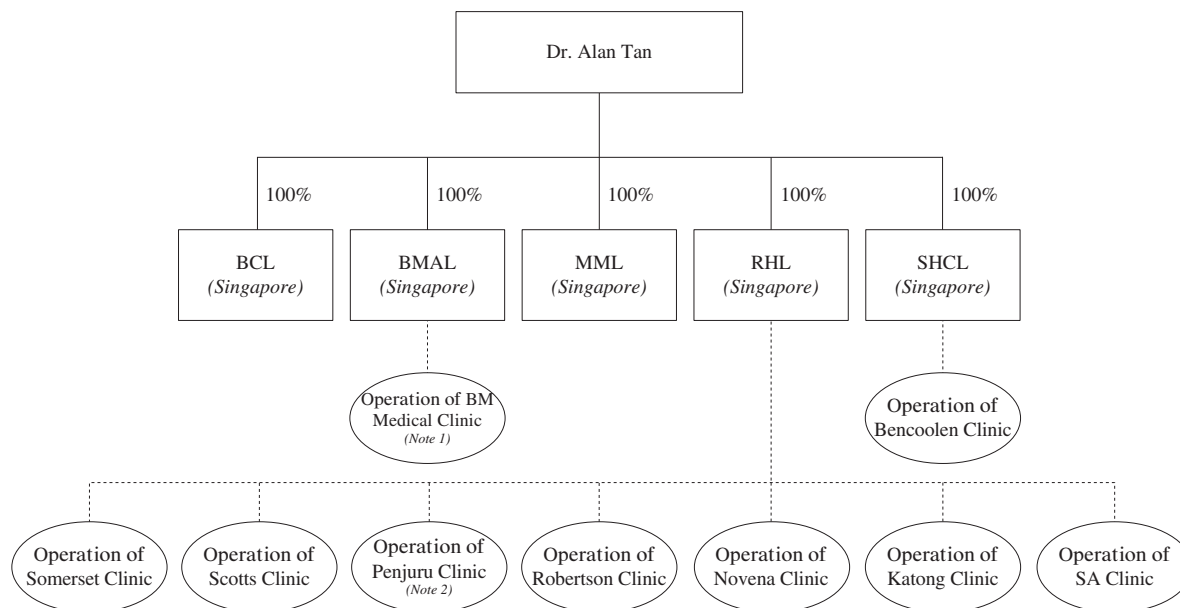 Dr. Alan Tan
100%
100%
100%
100%
100%
BCL
(Singapore)
BMAL
(Singapore)
MML
(Singapore)
RHL
(Singapore)
SHCL
(Singapore)
Operation of BM
Medical Clinic
(Note 1)
Operation of
Bencoolen Clinic
Operation of
Somerset Clinic
Operation of
Scotts Clinic
Operation of
Penjuru Clinic
(Note 2)
Operation of
Robertson Clinic
Operation of
Novena Clinic
Operation of
Katong Clinic
Operation of
SA Clinic